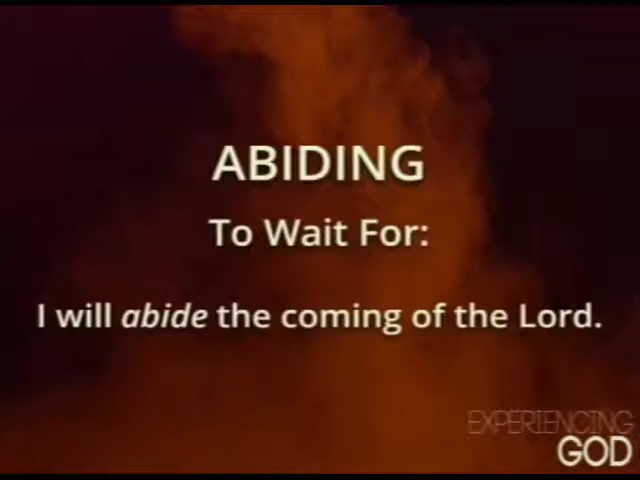 ABIDING
To Wait For:
I will abide the coming of the Lord.
EXPERIENCING
GOD